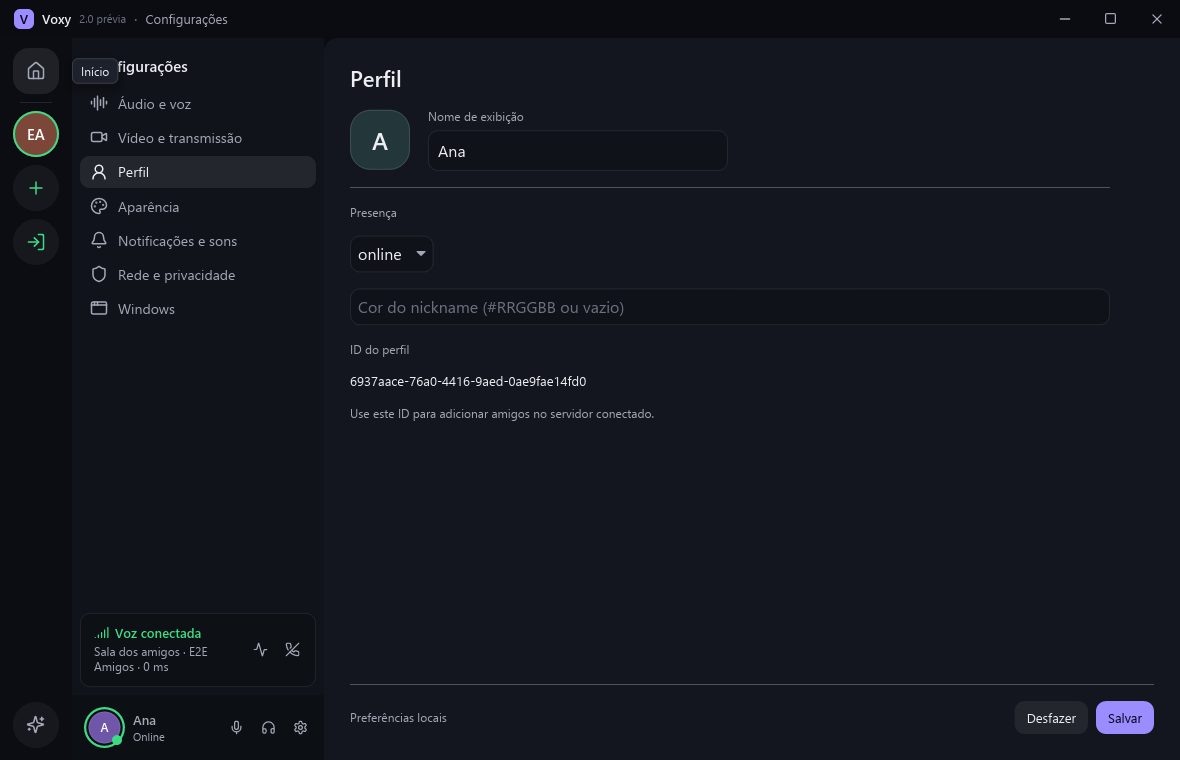 V Voxy 2.0 prévia · Configurações
Início
figurações
EA
Áudio e voz
Vídeo e transmissão
Perfil
Aparência
Notificações e sons
Rede e privacidade
Windows
Voz conectada
Sala dos amigos · E2E
Amigos · 0 ms
A
Ana
Online
Perfil
A
Nome de exibição
Ana
Presença
online
Cor do nickname (#RRGGBB ou vazio)
ID do perfil
6937aace-76a0-4416-9aed-0ae9fae14fd0
Use este ID para adicionar amigos no servidor conectado.
Preferências locais
Desfazer
Salvar